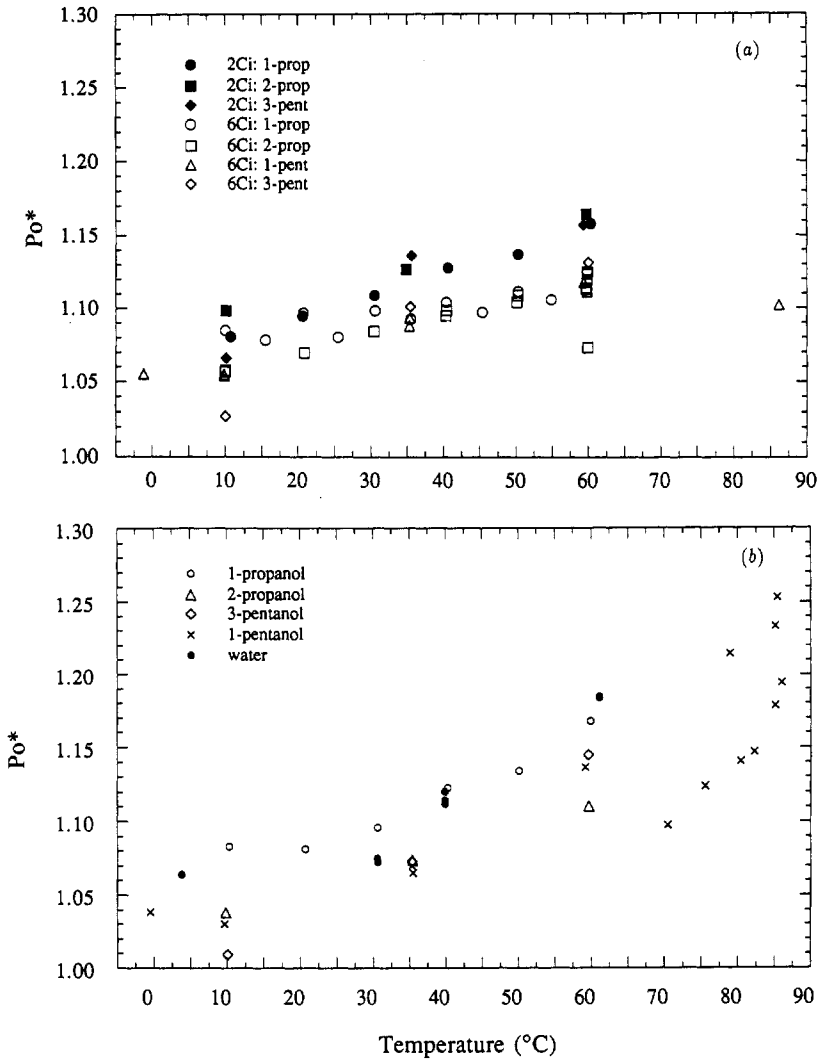 1.30
(a)
2Ci: 1-prop
2Ci: 2-prop
1.25
2Ci: 3-pent
6Ci: 1-prop
6Ci: 2-prop
1.20
6Ci: 1-pent
6Ci: 3-pent
Po*
1.15
1.10
1.05
1.00
0 10 20 30 40 50 60 70 80 90
1.30
(b)
1-propanol
2-propanol
1.25
3-pentanol
1-pentanol
water
1.20
Po*
1.15
1.10
1.05
1.00
0 10 20 30 40 50 60 70 80 90
Temperature (°C)